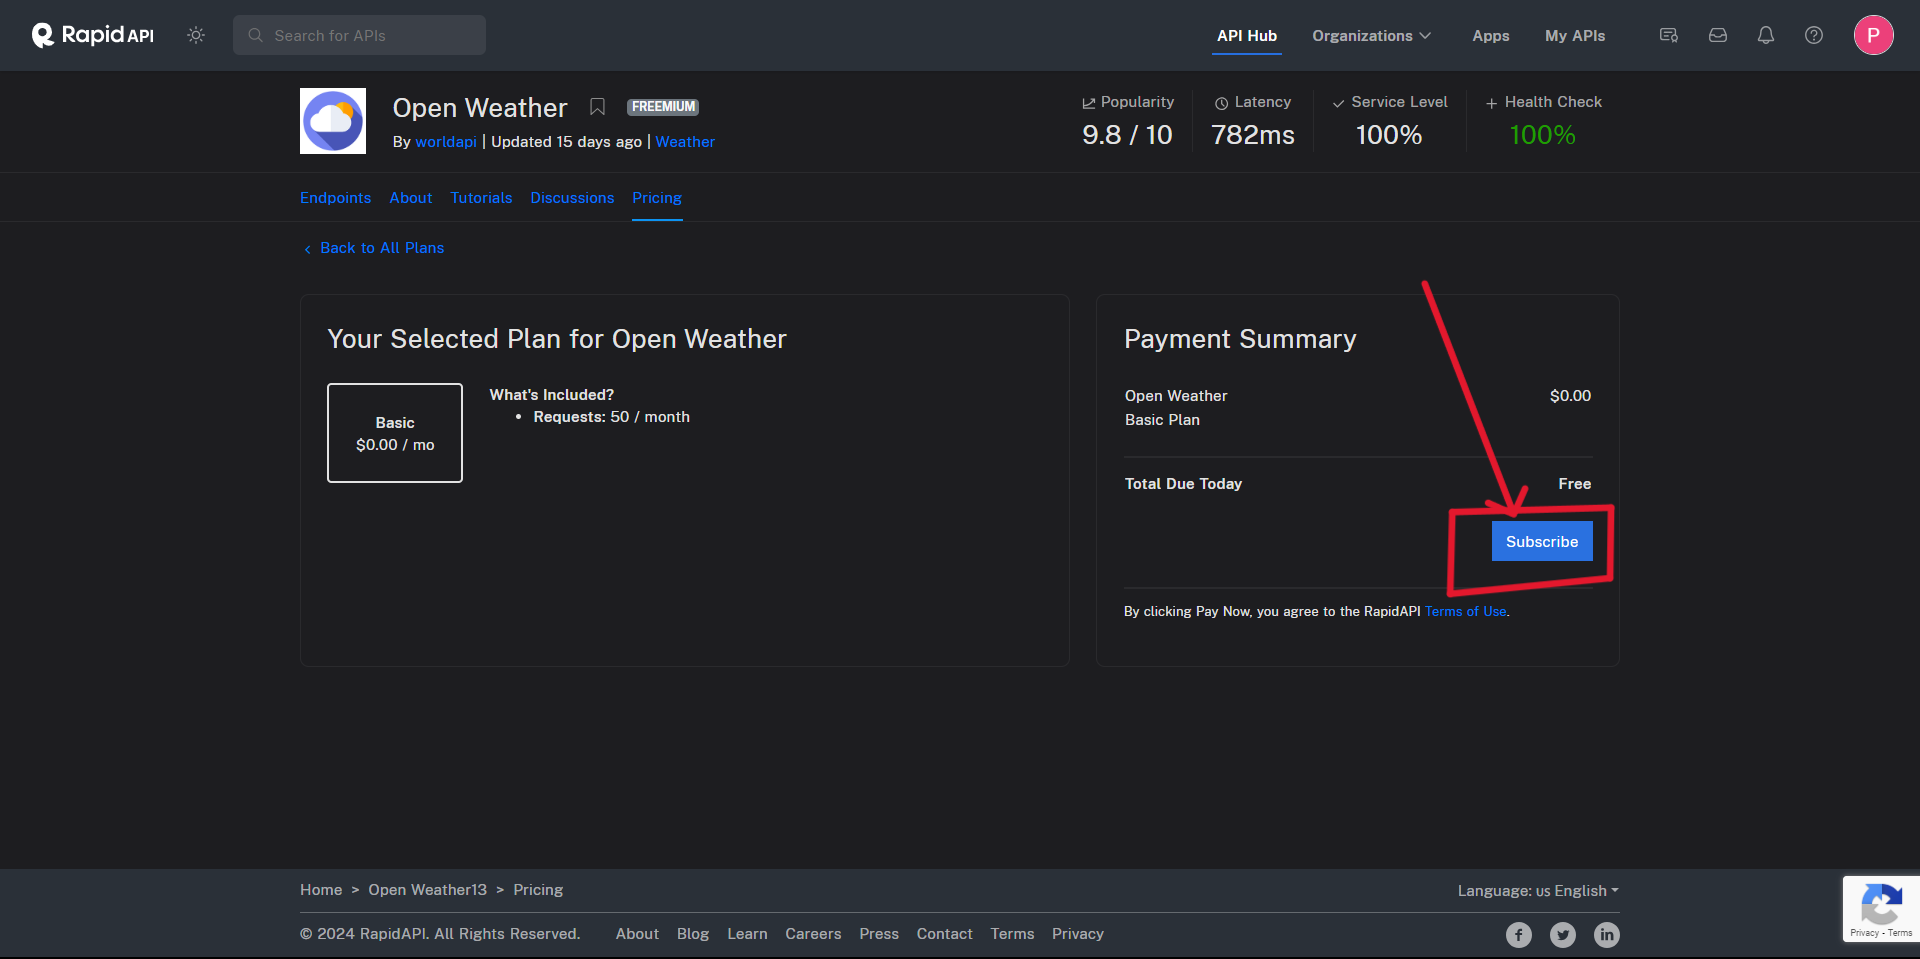 RapidAPI
Search for APIs
API Hub
Organizations
Apps
My APIs
P
Open Weather
FREEMIUM
By worldapi | Updated 15 days ago | Weather
Popularity
9.8 / 10
Latency
782ms
Service Level
100%
Health Check
100%
Endpoints
About
Tutorials
Discussions
Pricing
Back to All Plans
Your Selected Plan for Open Weather
Basic
$0.00 / mo
What's Included?
• Requests: 50 / month
Payment Summary
Open Weather $0.00
Basic Plan
Total Due Today Free
Subscribe
By clicking Pay Now, you agree to the RapidAPI Terms of Use.
Home > Open Weather13 > Pricing
Language: us English
© 2024 RapidAPI. All Rights Reserved.
About
Blog
Learn
Careers
Press
Contact
Terms
Privacy
Privacy - Terms